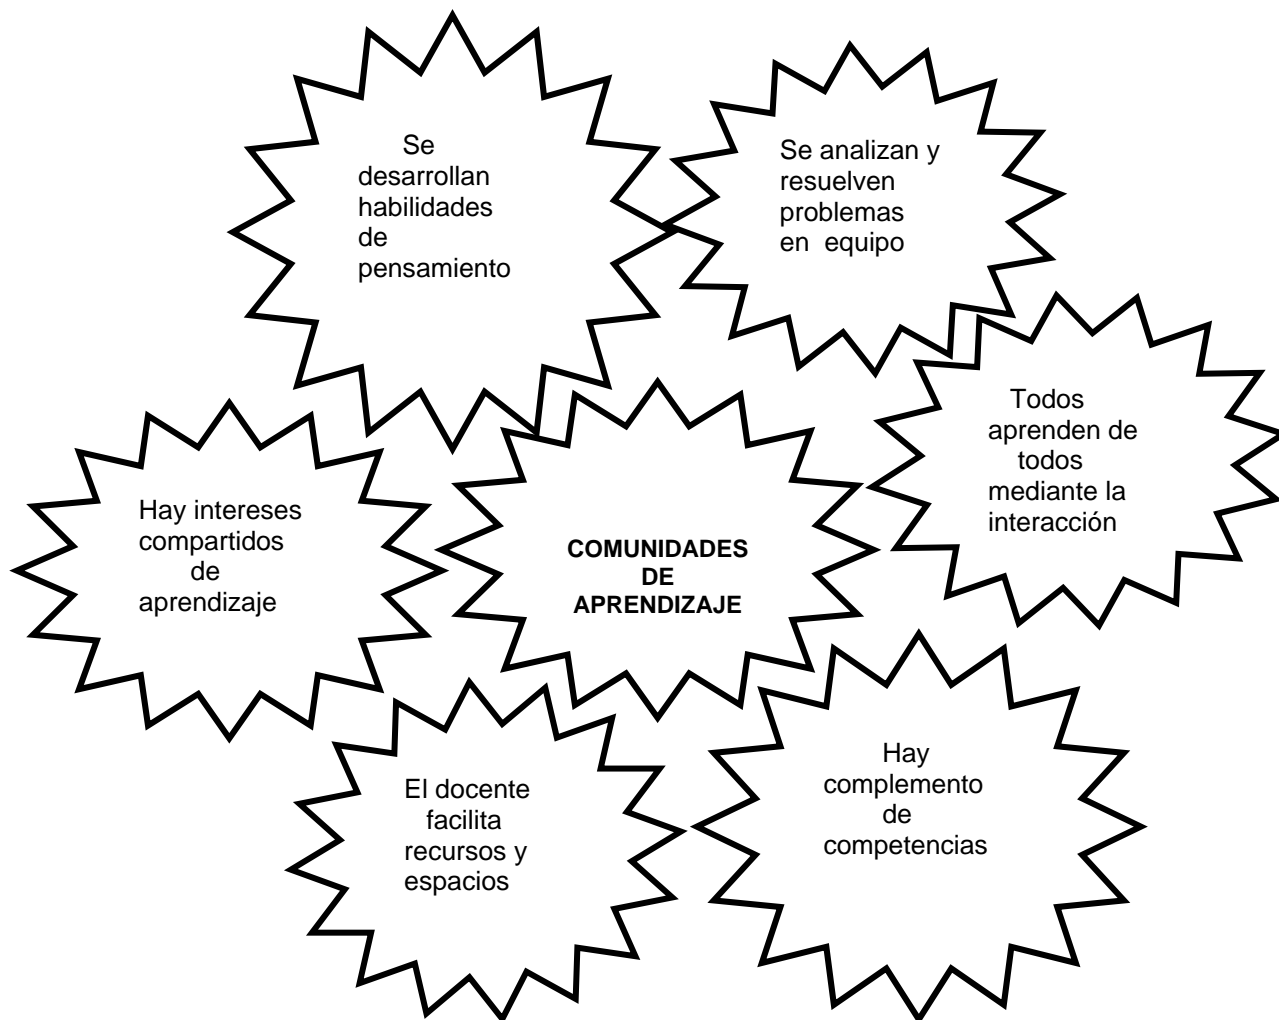 Se
desarrollan
habilidades
de
pensamiento
Se analizan y
resuelven
problemas
en equipo
Todos
aprenden de
todos
mediante la
interacción
Hay intereses
compartidos
de
aprendizaje
COMUNIDADES
DE
APRENDIZAJE
El docente
facilita
recursos y
espacios
Hay
complemento
de
competencias